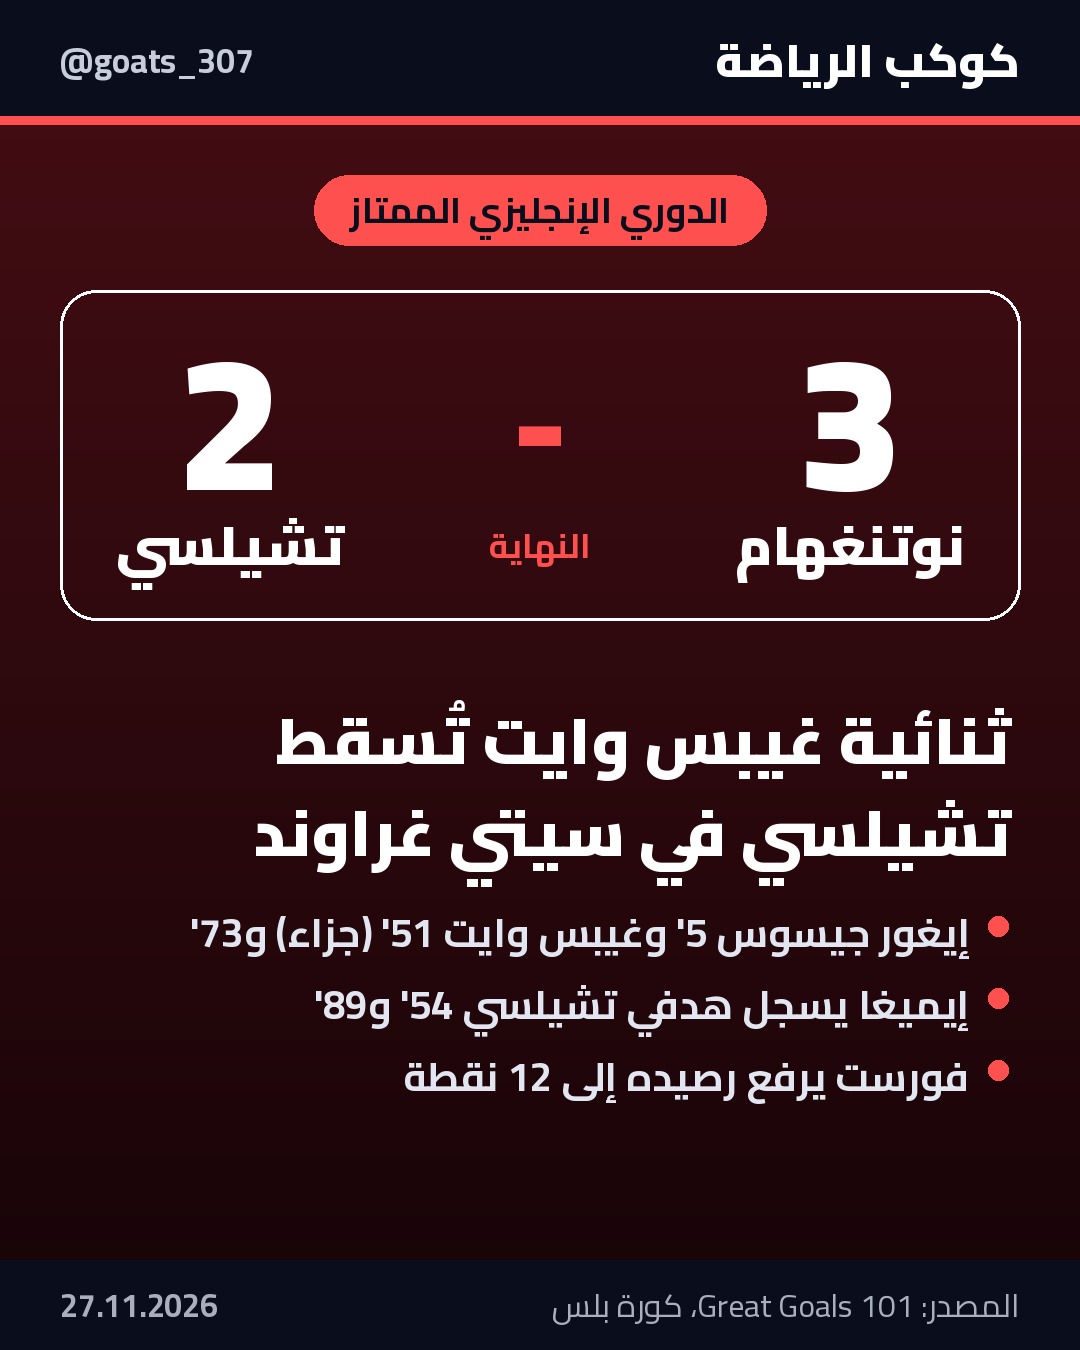 كوكب الرياضة
@goats_307
الدوري الإنجليزي الممتاز
3 - 2
نوتنغهام النهاية تشيلسي
ثنائية غيبس وايت تُسقط
تشيلسي في سيتي غراوند
إيغور جيسوس 5' وغيبس وايت 51' (جزاء) و73'
إيميغا يسجل هدفي تشيلسي 54' و89'
فورست يرفع رصيده إلى 12 نقطة
المصدر: Great Goals 101، كورة بلس
27.11.2026